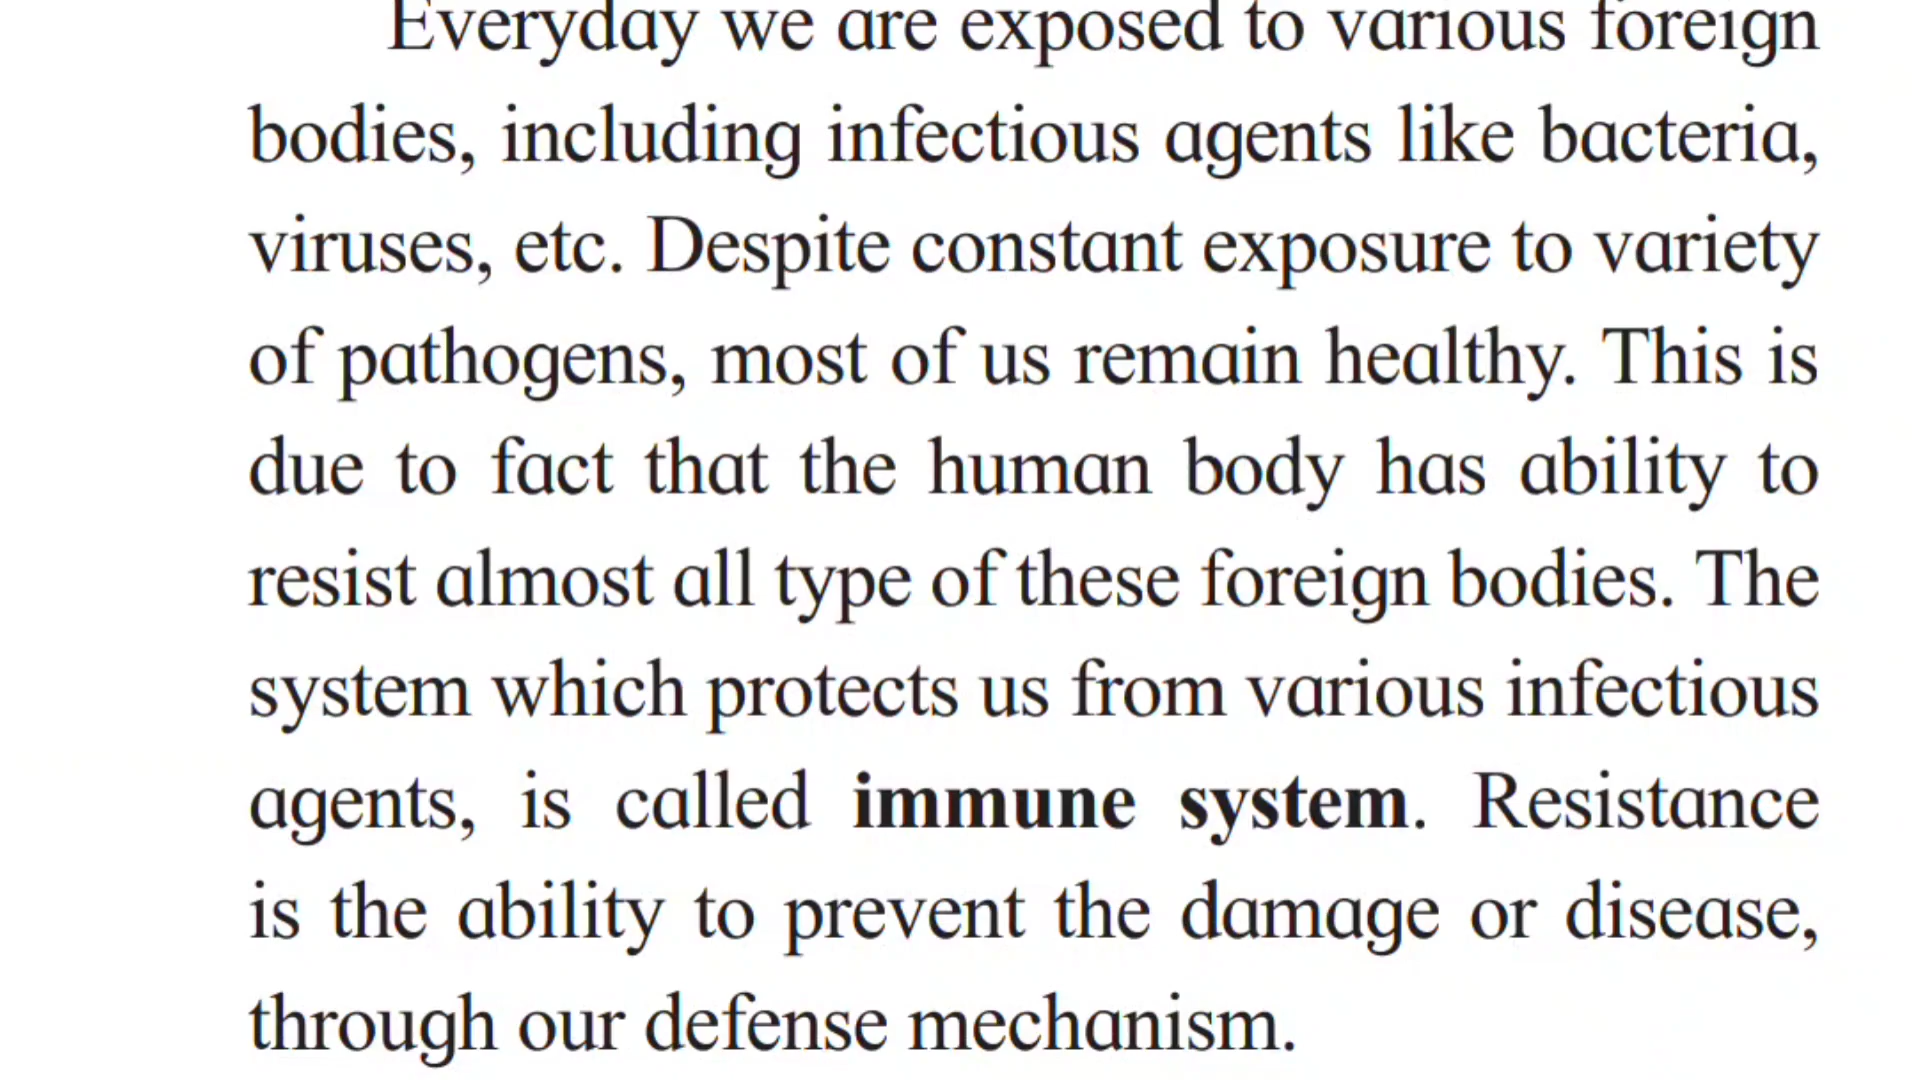 Everyday we are exposed to various foreign
bodies, including infectious agents like bacteria,
viruses, etc. Despite constant exposure to variety
of pathogens, most of us remain healthy. This is
due to fact that the human body has ability to
resist almost all type of these foreign bodies. The
system which protects us from various infectious
agents, is called immune system. Resistance
is the ability to prevent the damage or disease,
through our defense mechanism.